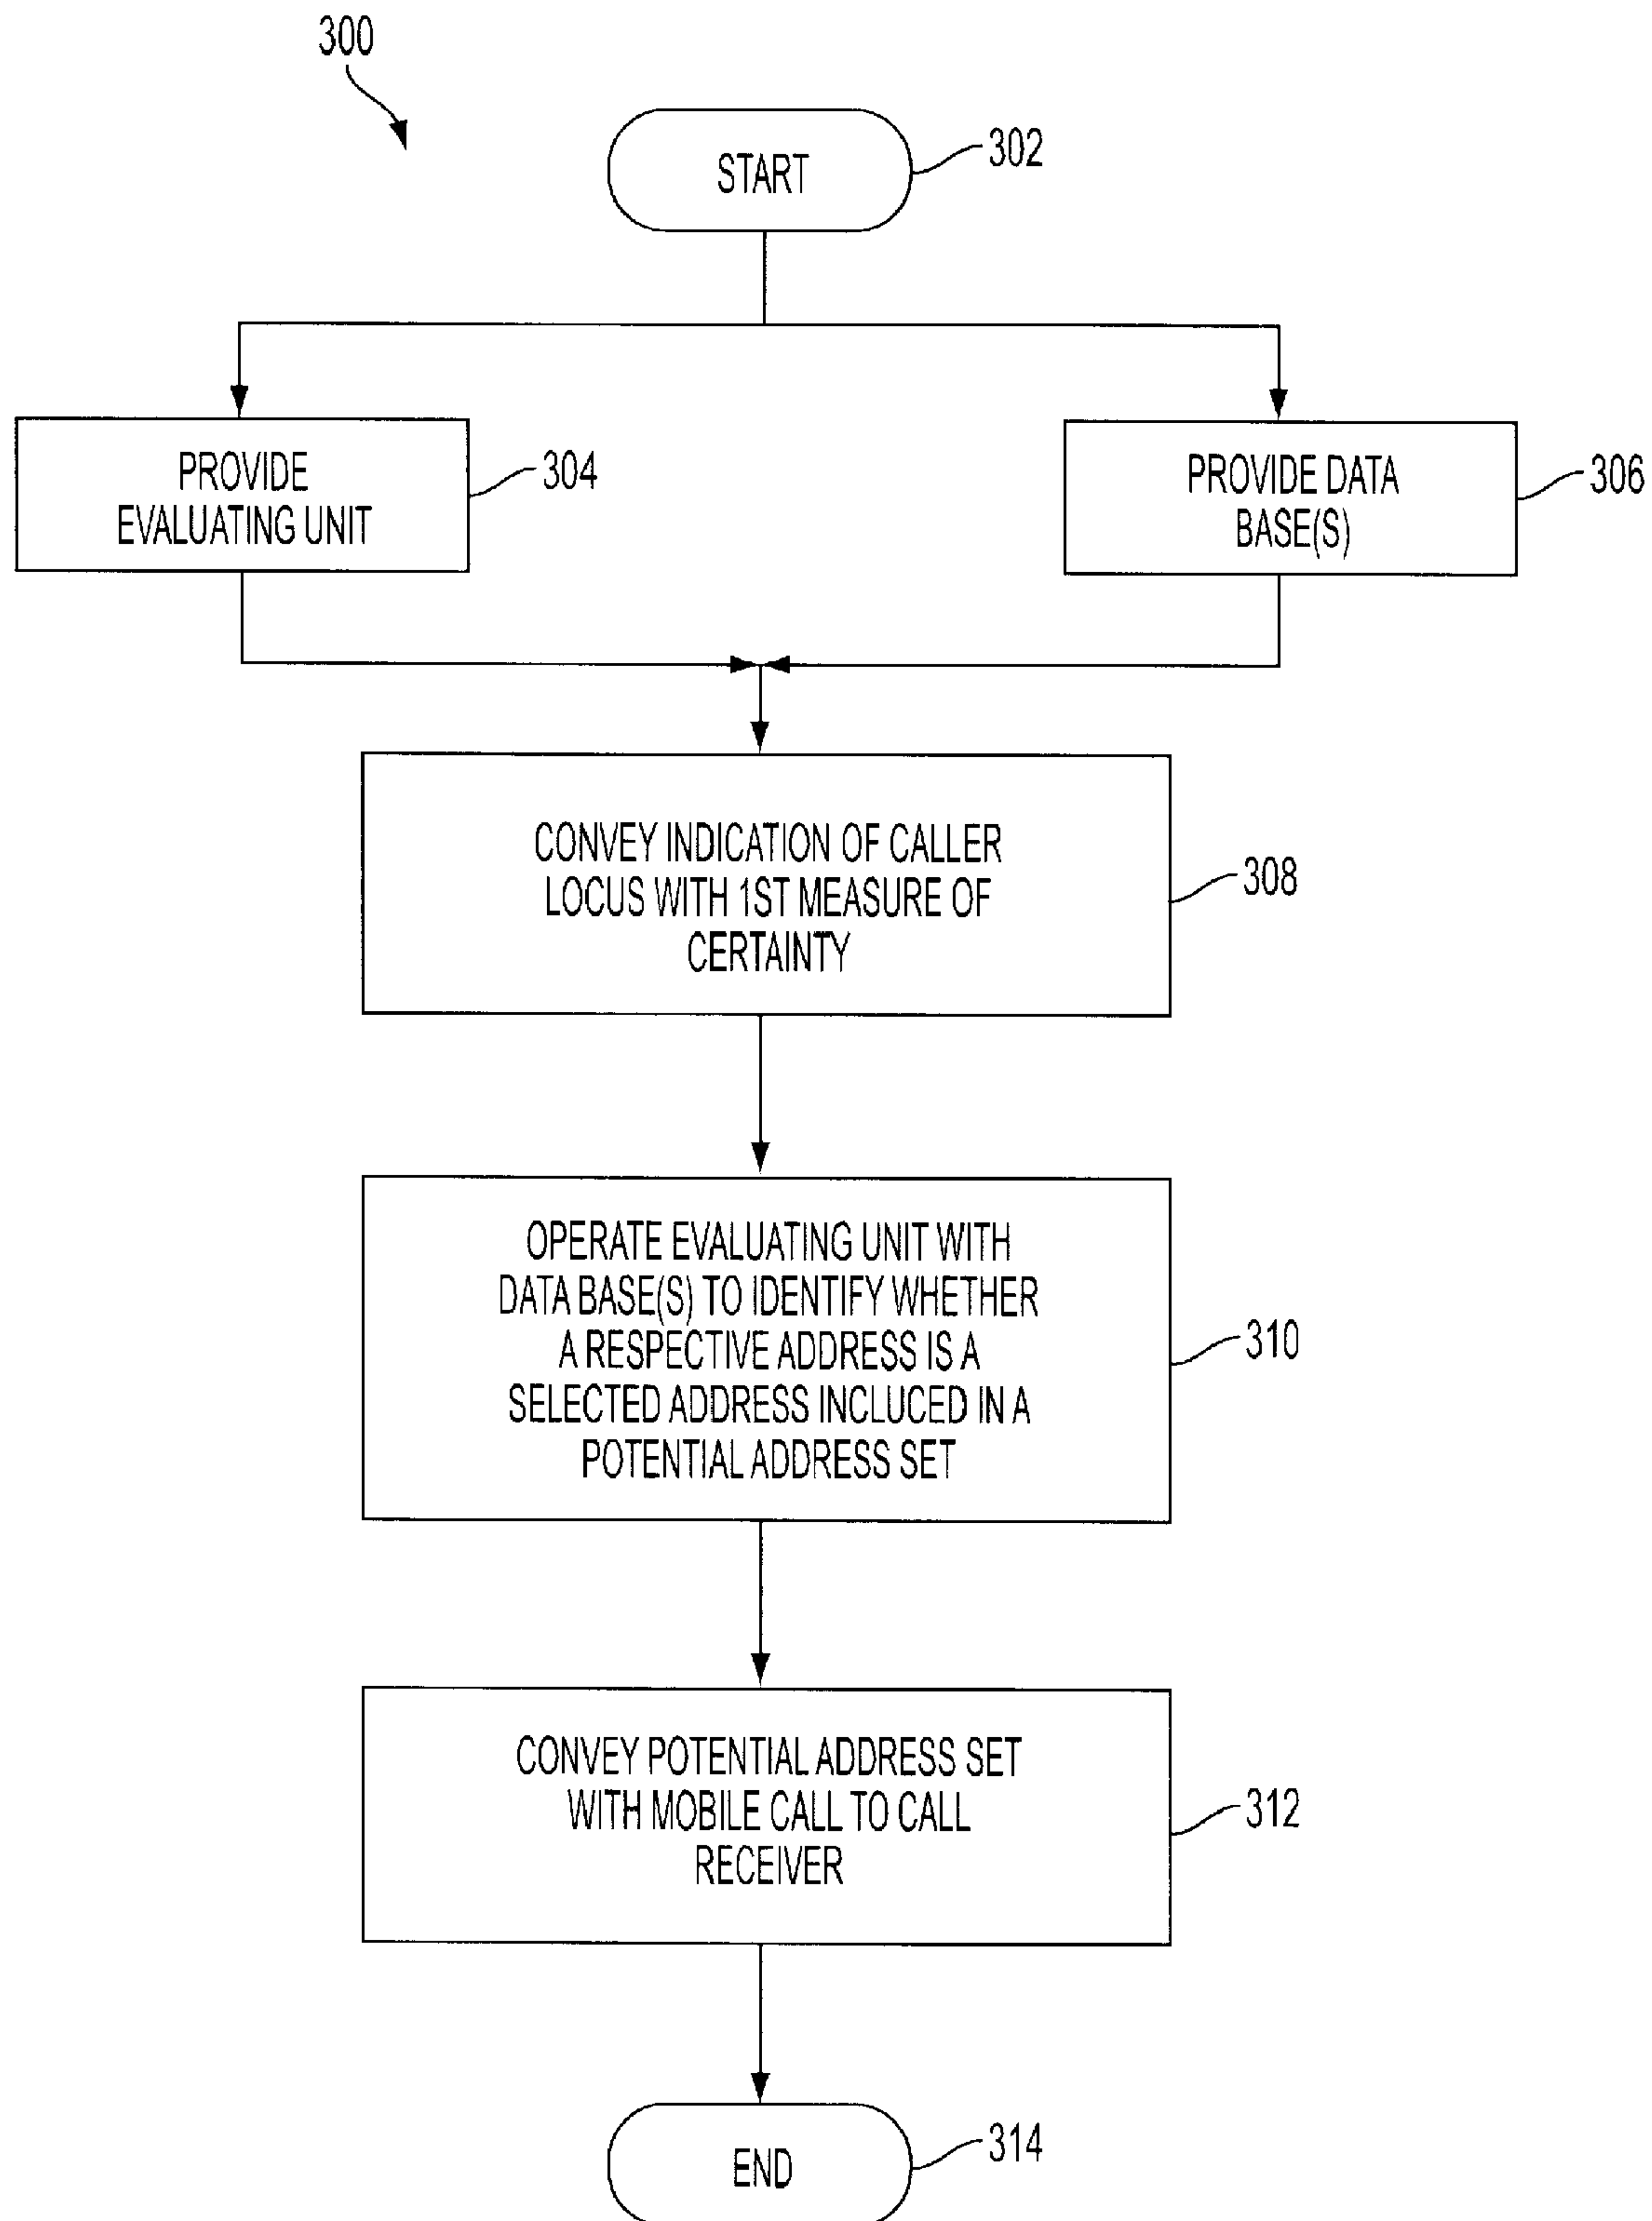 300
START
302
PROVIDE
EVALUATING UNIT
304
PROVIDE DATA
BASE(S)
306
CONVEY INDICATION OF CALLER
LOCUS WITH 1ST MEASURE OF
CERTAINTY
308
OPERATE EVALUATING UNIT WITH
DATA BASE(S) TO IDENTIFY WHETHER
A RESPECTIVE ADDRESS IS A
SELECTED ADDRESS INCLUCED IN A
POTENTIAL ADDRESS SET
310
CONVEY POTENTIAL ADDRESS SET
WITH MOBILE CALL TO CALL
RECEIVER
312
END
314